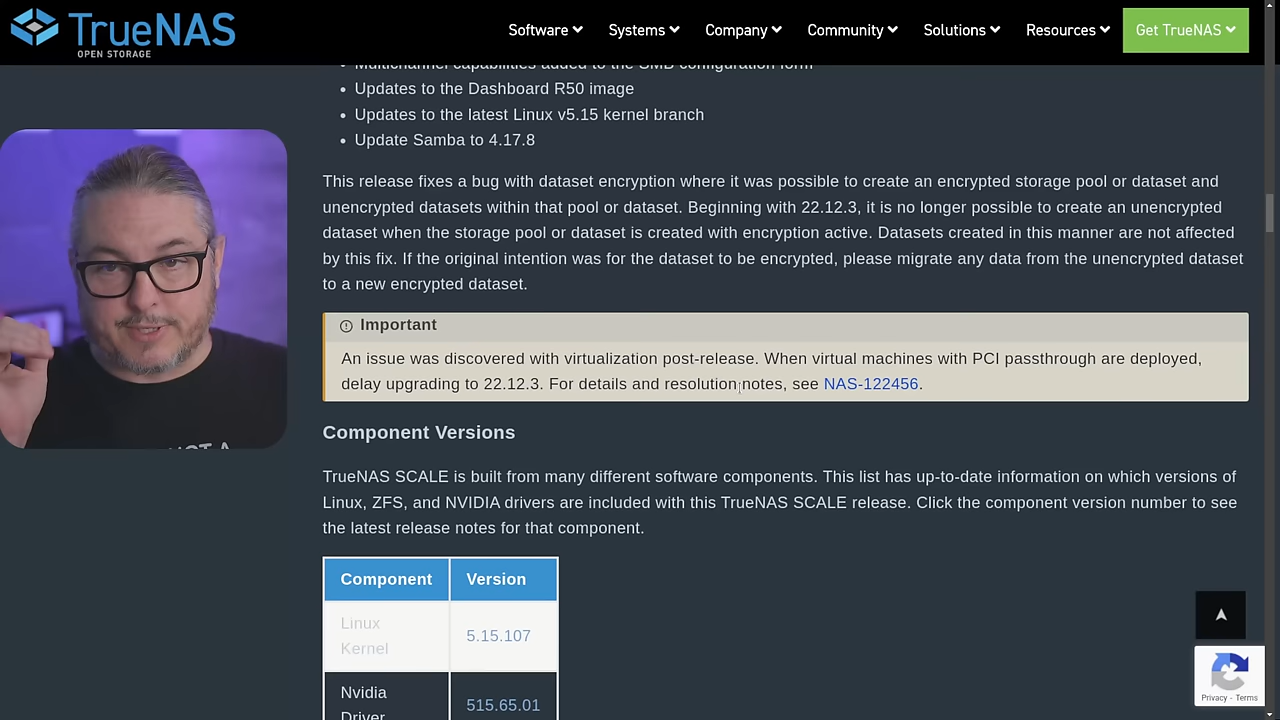 TrueNAS
OPEN STORAGE
Software
Systems
Company
Community
Solutions
Resources
Get TrueNAS
Multichannel capabilities added to the SMB configuration form
Updates to the Dashboard R50 image
Updates to the latest Linux v5.15 kernel branch
Update Samba to 4.17.8
This release fixes a bug with dataset encryption where it was possible to create an encrypted storage pool or dataset and
unencrypted datasets within that pool or dataset. Beginning with 22.12.3, it is no longer possible to create an unencrypted
dataset when the storage pool or dataset is created with encryption active. Datasets created in this manner are not affected
by this fix. If the original intention was for the dataset to be encrypted, please migrate any data from the unencrypted dataset
to a new encrypted dataset.
Important
An issue was discovered with virtualization post-release. When virtual machines with PCI passthrough are deployed,
delay upgrading to 22.12.3. For details and resolution notes, see NAS-122456.
Component Versions
TrueNAS SCALE is built from many different software components. This list has up-to-date information on which versions of
Linux, ZFS, and NVIDIA drivers are included with this TrueNAS SCALE release. Click the component version number to see
the latest release notes for that component.
Component Version
Linux
Kernel
5.15.107
Nvidia
Driver
515.65.01
Privacy - Terms